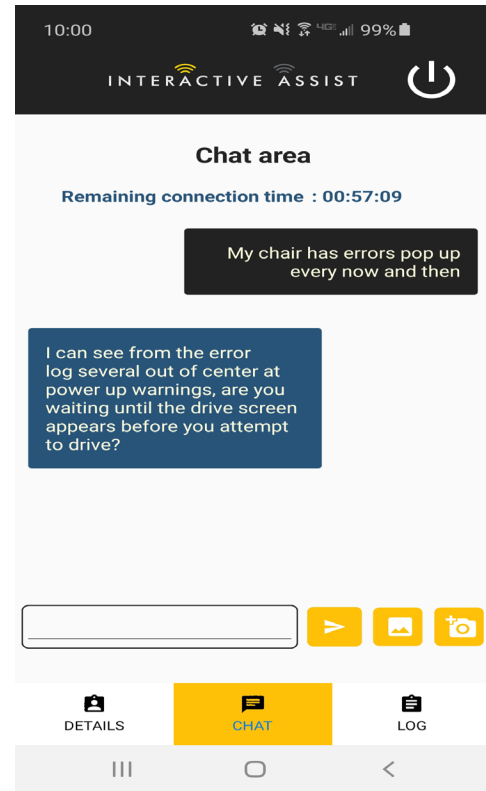 10:00 4GE 99%
INTERACTIVE ASSIST
Chat area
Remaining connection time : 00:57:09
My chair has errors pop up
every now and then
I can see from the error
log several out of center at
power up warnings, are you
waiting until the drive screen
appears before you attempt
to drive?
DETAILS CHAT LOG